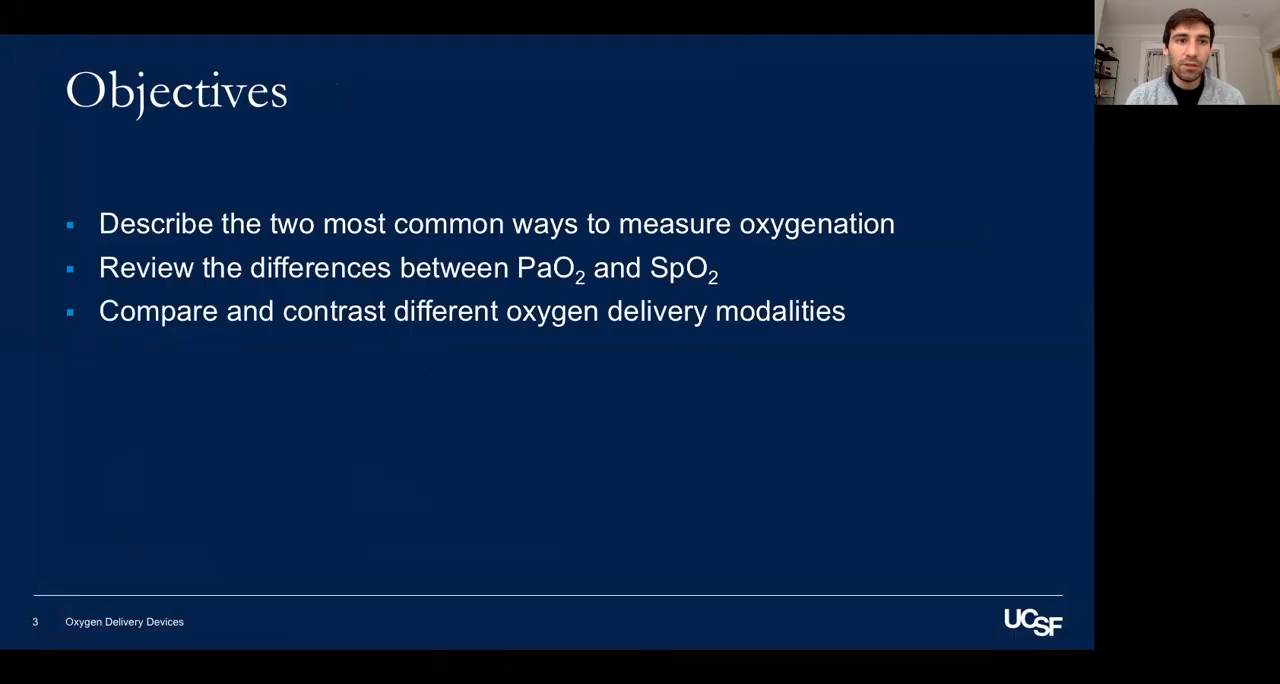 Objectives
Describe the two most common ways to measure oxygenation
Review the differences between PaO₂ and SpO₂
Compare and contrast different oxygen delivery modalities
3 Oxygen Delivery Devices
UCSF